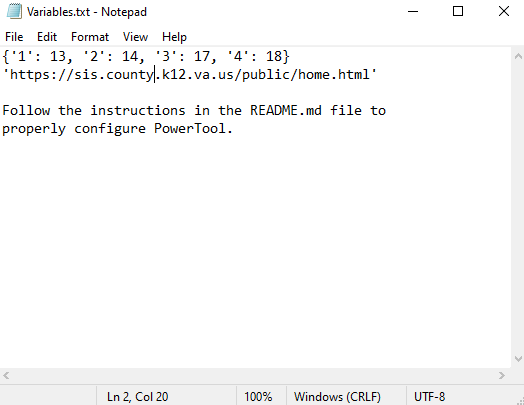 Variables.txt - Notepad
File Edit Format View Help
{'1': 13, '2': 14, '3': 17, '4': 18}
'https://sis.county.k12.va.us/public/home.html'
Follow the instructions in the README.md file to
properly configure PowerTool.
Ln 2, Col 20 100% Windows (CRLF) UTF-8